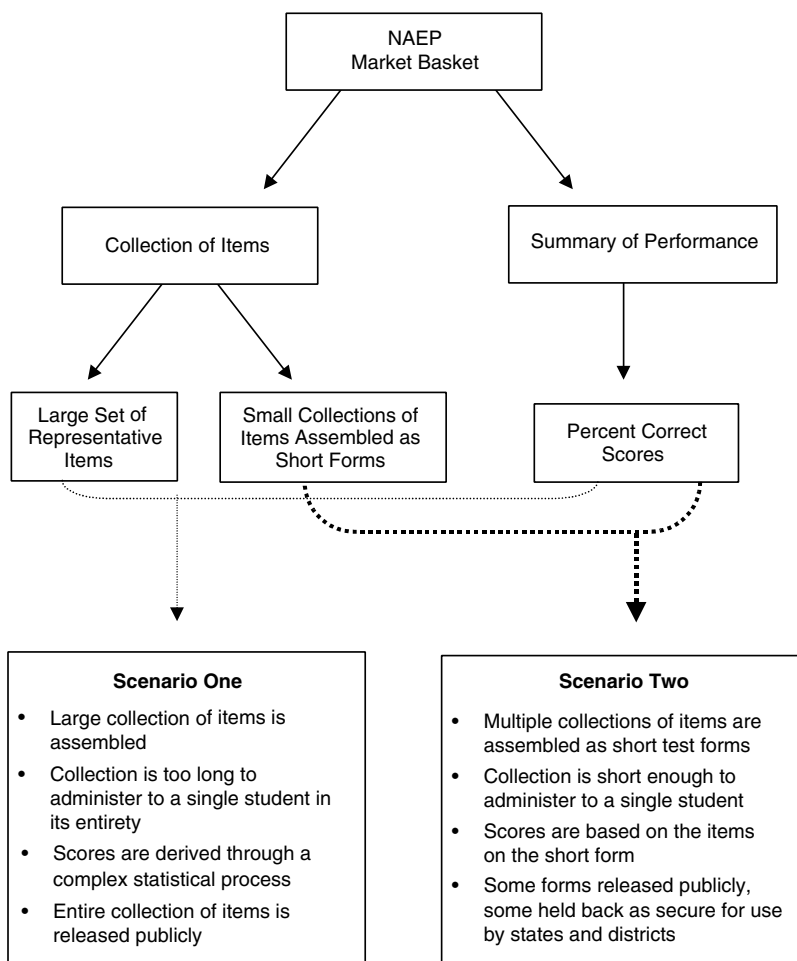 NAEP
Market Basket
Collection of Items
Summary of Performance
Large Set of
Representative
Items
Small Collections of
Items Assembled as
Short Forms
Percent Correct
Scores
Scenario One
• Large collection of items is
assembled
• Collection is too long to
administer to a single student in
its entirety
• Scores are derived through a
complex statistical process
• Entire collection of items is
released publicly
Scenario Two
• Multiple collections of items are
assembled as short test forms
• Collection is short enough to
administer to a single student
• Scores are based on the items
on the short form
• Some forms released publicly,
some held back as secure for use
by states and districts